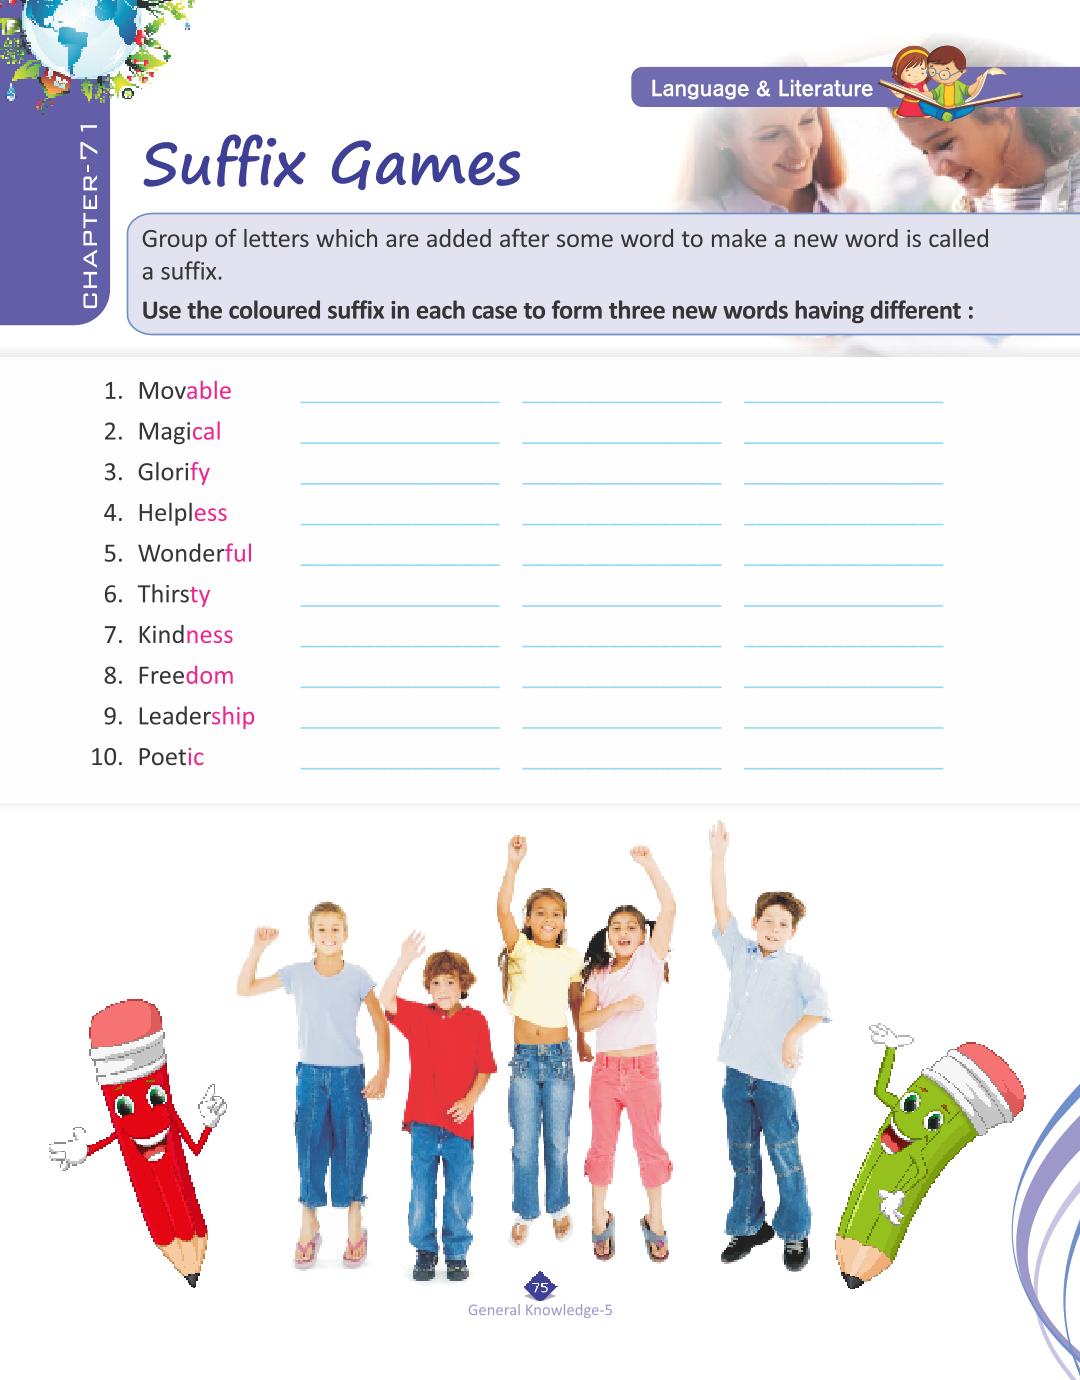 Language & Literature
CHAPTER-71
Suffix Games
Group of letters which are added after some word to make a new word is called
a suffix.
Use the coloured suffix in each case to form three new words having different :
1. Movable
2. Magical
3. Glorify
4. Helpless
5. Wonderful
6. Thirsty
7. Kindness
8. Freedom
9. Leadership
10. Poetic
75
General Knowledge-5